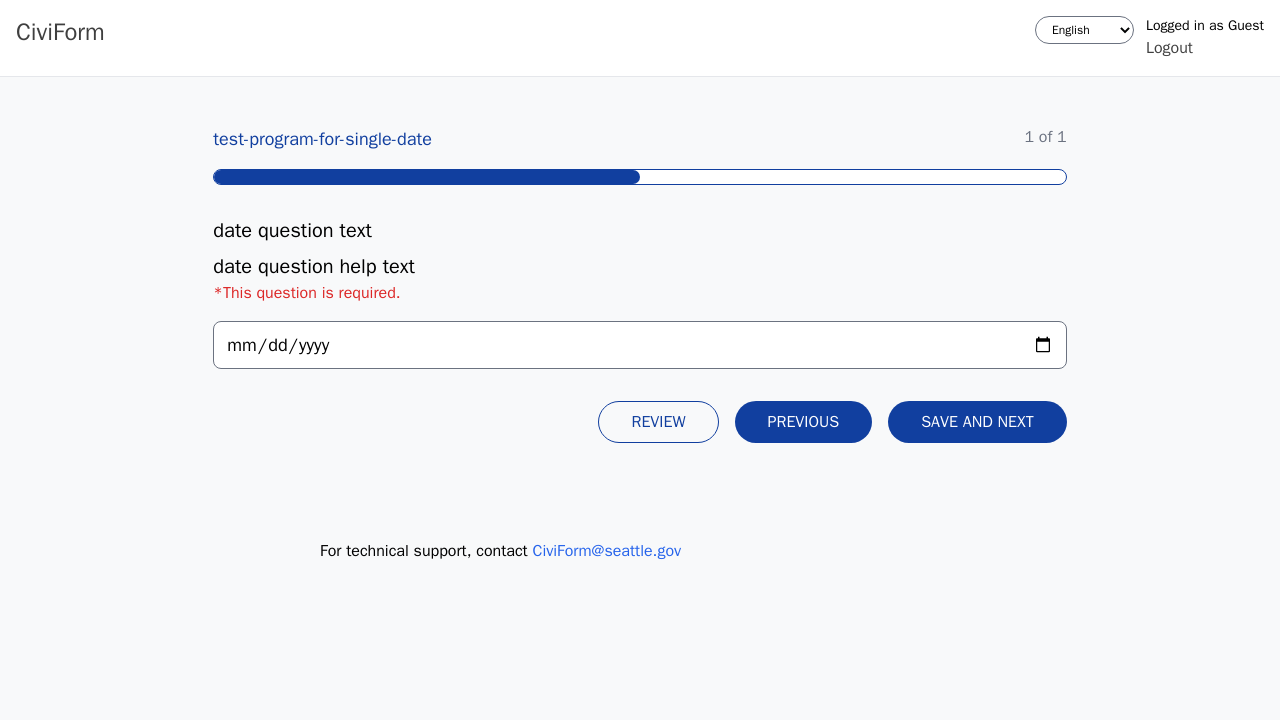 CiviForm
English
Logged in as Guest
Logout
test-program-for-single-date
1 of 1
date question text
date question help text
*This question is required.
mm/dd/yyyy
REVIEW
PREVIOUS
SAVE AND NEXT
For technical support, contact CiviForm@seattle.gov